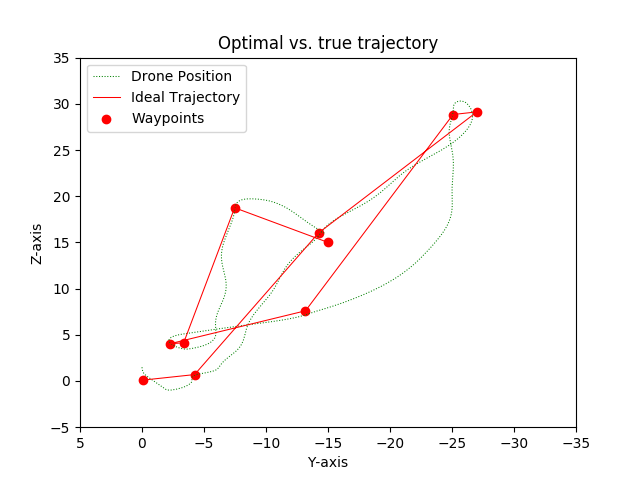 Optimal vs. true trajectory
Drone Position
Ideal Trajectory
Waypoints
35
30
25
20
15
10
5
0
−5
Z-axis
5 0 −5 −10 −15 −20 −25 −30 −35
Y-axis